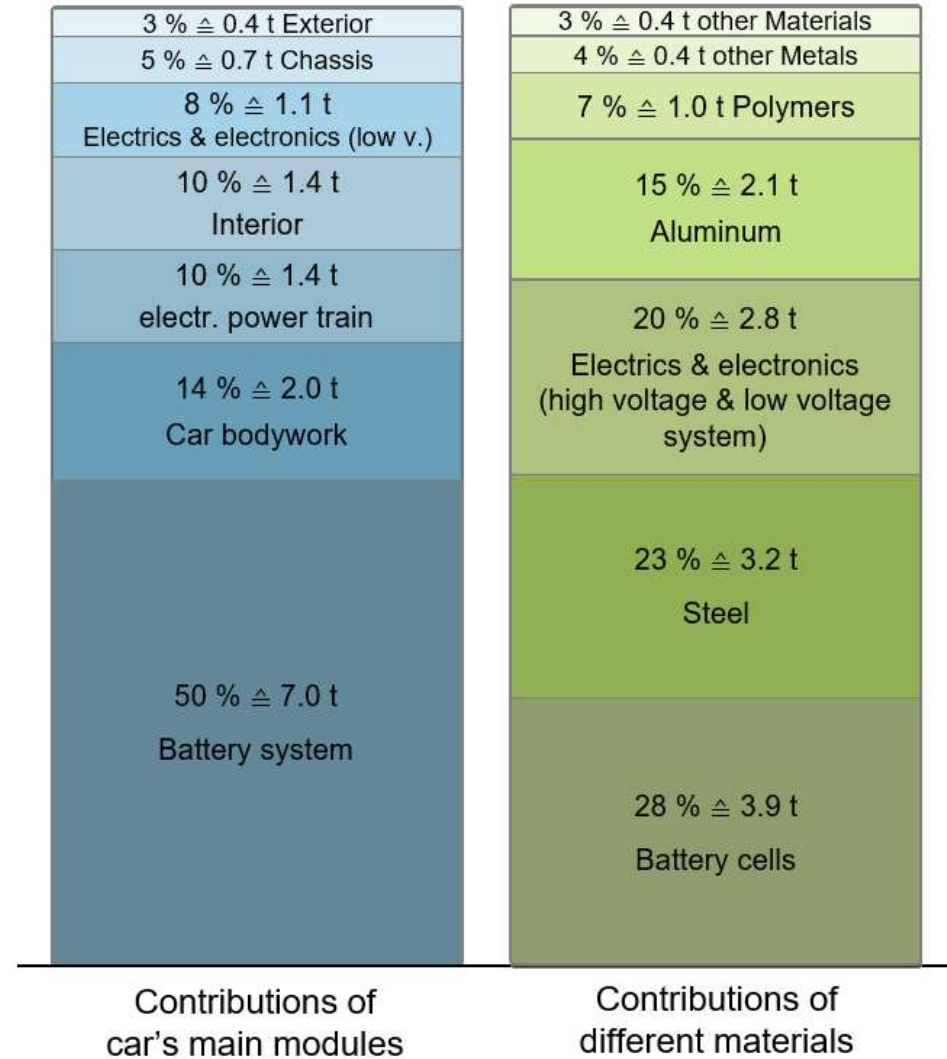 3 % ≙ 0.4 t Exterior
5 % ≙ 0.7 t Chassis
8 % ≙ 1.1 t
Electrics & electronics (low v.)
10 % ≙ 1.4 t
Interior
10 % ≙ 1.4 t
electr. power train
14 % ≙ 2.0 t
Car bodywork
50 % ≙ 7.0 t
Battery system
Contributions of
car’s main modules
3 % ≙ 0.4 t other Materials
4 % ≙ 0.4 t other Metals
7 % ≙ 1.0 t Polymers
15 % ≙ 2.1 t
Aluminum
20 % ≙ 2.8 t
Electrics & electronics
(high voltage & low voltage
system)
23 % ≙ 3.2 t
Steel
28 % ≙ 3.9 t
Battery cells
Contributions of
different materials